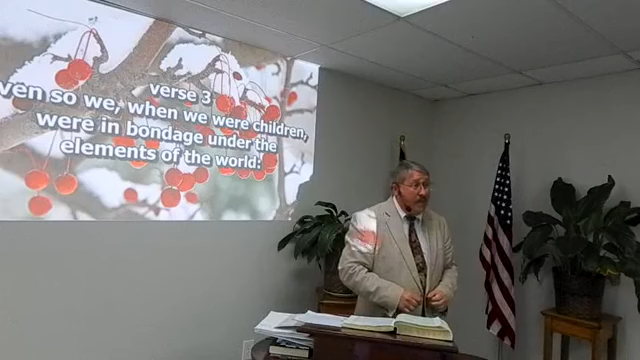 verse 3
ven so we, when we were children,
were in bondage under the
elements of the world: